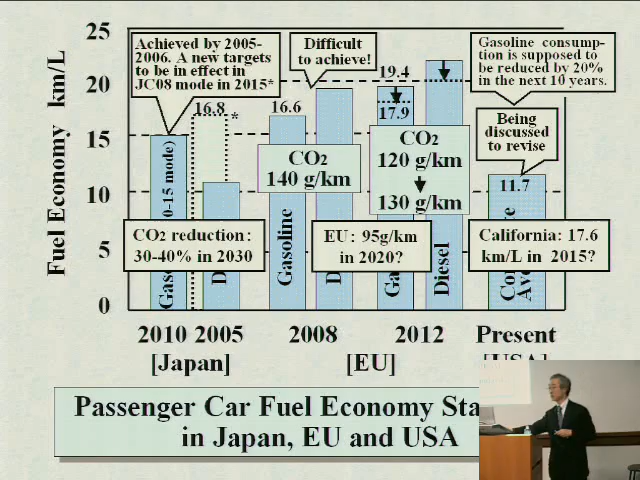 25
20
15
10
5
0
Fuel Economy km/L
Achieved by 2005-
2006. A new targets
to be in effect in
JC08 mode in 2015*
Difficult
to achieve!
Gasoline consump-
tion is supposed to
be reduced by 20%
in the next 10 years.
Being
discussed
to revise
16.8
*
16.6
19.4
17.9
11.7
0-15 mode)
CO2
140 g/km
CO2
120 g/km
130 g/km
CO2 reduction:
30-40% in 2030
EU: 95g/km
in 2020?
California: 17.6
km/L in 2015?
Gasoline
Diesel
2010 2005 2008 2012 Present
[Japan] [EU] [USA]
Passenger Car Fuel Economy
in Japan, EU and USA